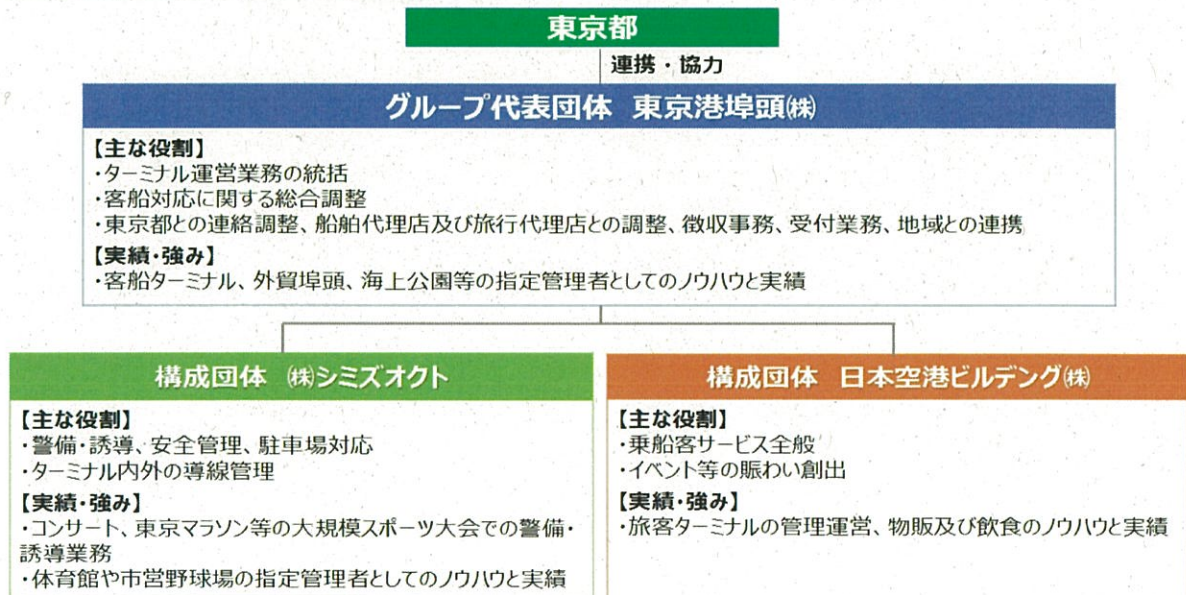 東京都
連携・協力
グループ代表団体 東京港埠頭㈱
【主な役割】
・ターミナル運営業務の統括
・客船対応に関する総合調整
・東京都との連絡調整、船舶代理店及び旅行代理店との調整、徴収事務、受付業務、地域との連携
【実績・強み】
・客船ターミナル、外貿埠頭、海上公園等の指定管理者としてのノウハウと実績
構成団体 ㈱シミズオクト
【主な役割】
・警備・誘導、安全管理、駐車場対応
・ターミナル内外の導線管理
【実績・強み】
・コンサート、東京マラソン等の大規模スポーツ大会での警備・
誘導業務
・体育館や市営野球場の指定管理者としてのノウハウと実績
構成団体 日本空港ビルデング㈱
【主な役割】
・乗船客サービス全般
・イベント等の賑わい創出
【実績・強み】
・旅客ターミナルの管理運営、物販及び飲食のノウハウと実績